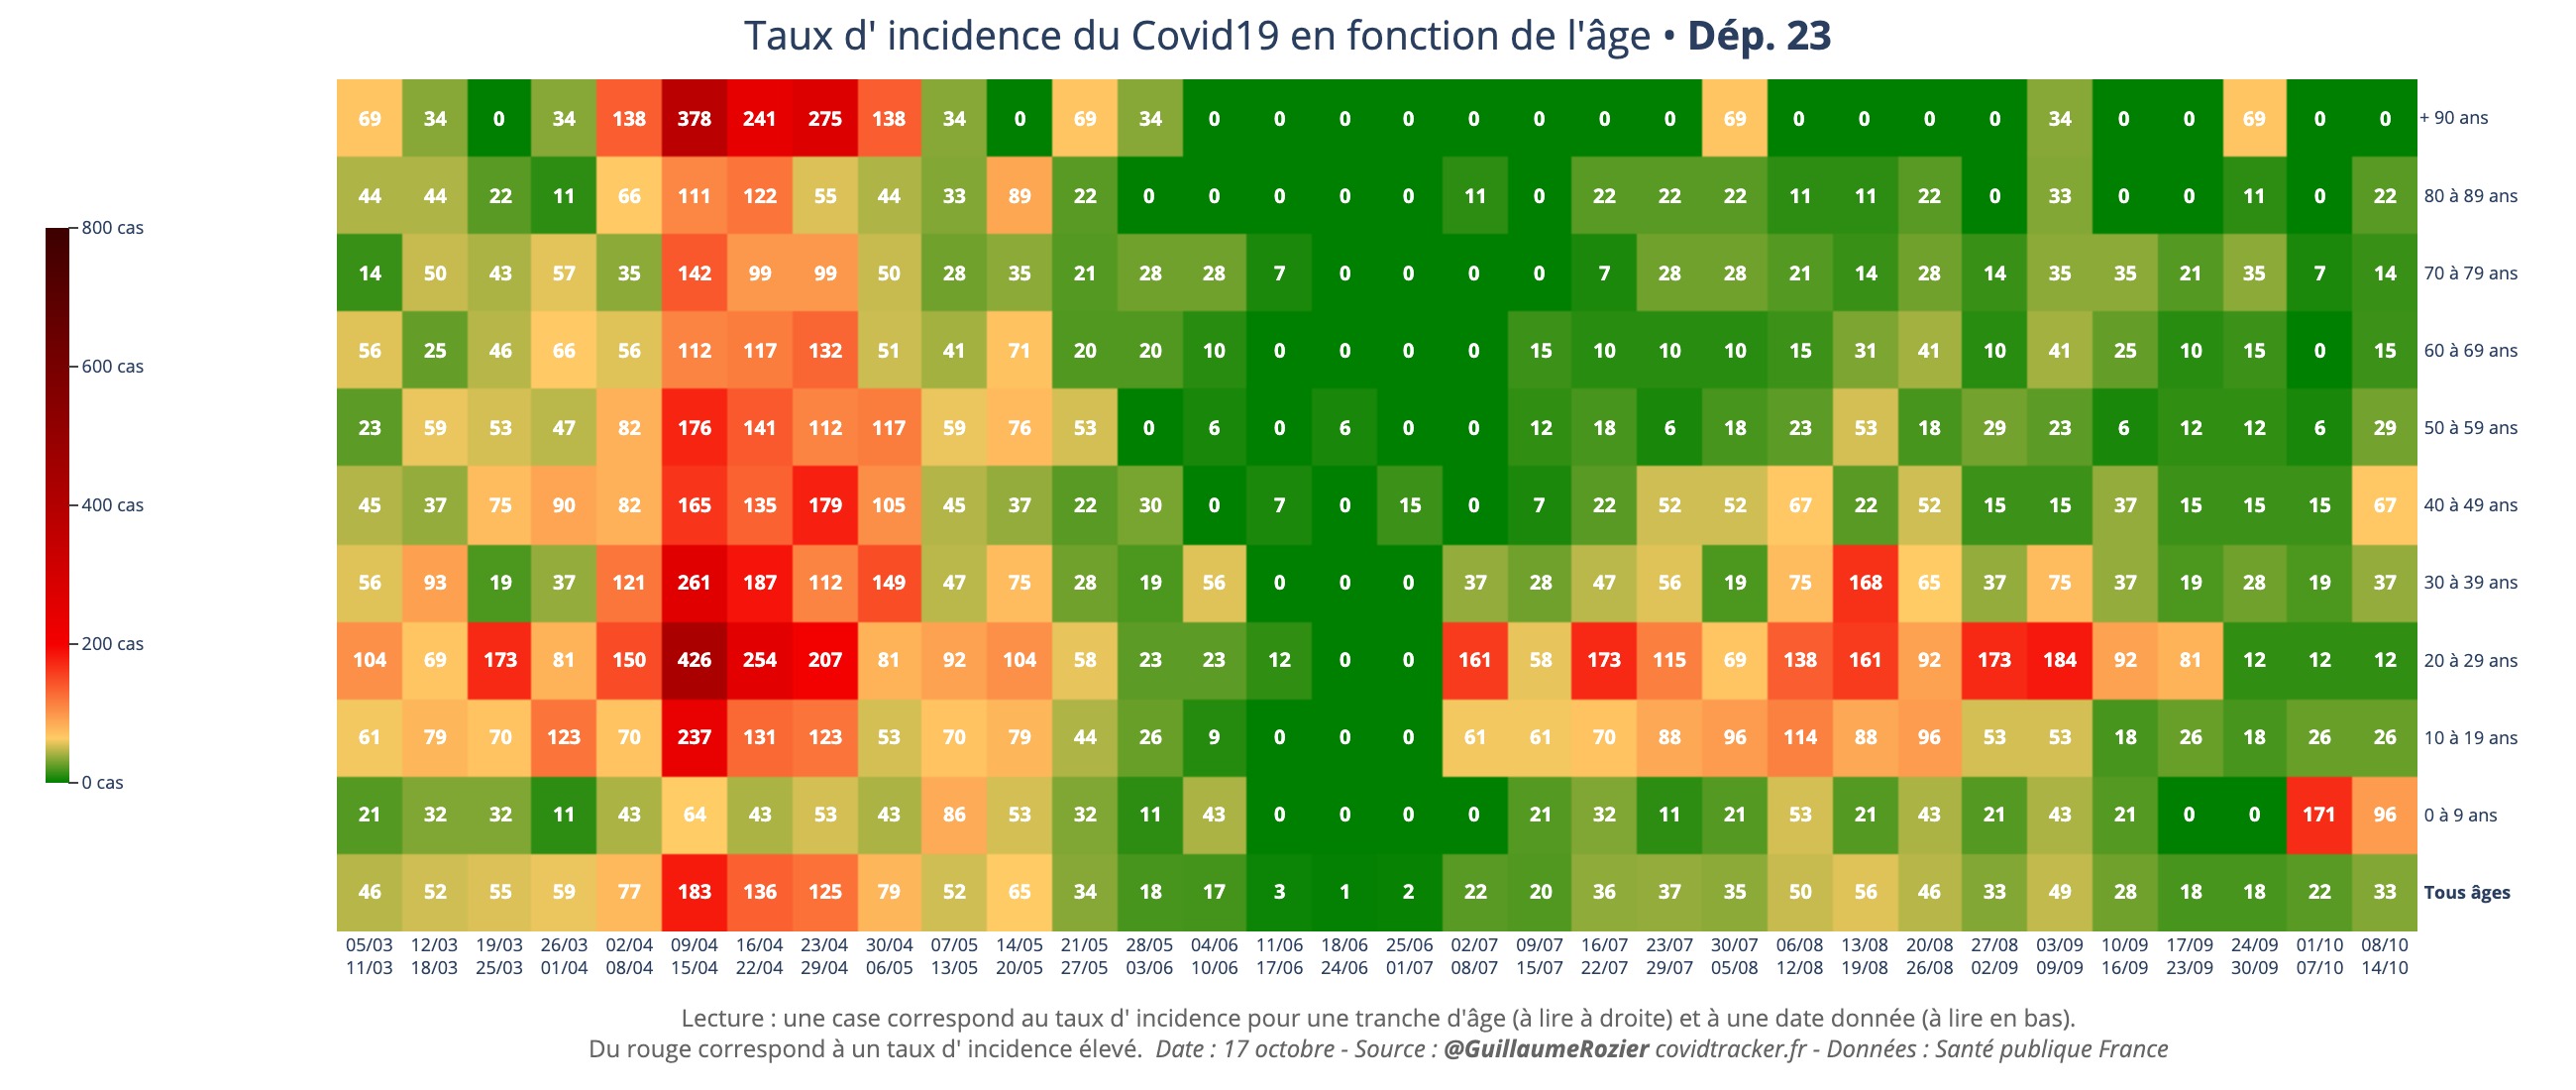 Taux d' incidence du Covid19 en fonction de l'âge • Dép. 23
69 34 0 34 138 378 241 275 138 34 0 69 34 0 0 0 0 0 0 0 0 69 0 0 0 0 34 0 0 69 0 0 + 90 ans
44 44 22 11 66 111 122 55 44 33 89 22 0 0 0 0 0 11 0 22 22 22 11 11 22 0 33 0 0 11 0 22 80 à 89 ans
14 50 43 57 35 142 99 99 50 28 35 21 28 28 7 0 0 0 0 7 28 28 21 14 28 14 35 35 21 35 7 14 70 à 79 ans
56 25 46 66 56 112 117 132 51 41 71 20 20 10 0 0 0 0 15 10 10 10 15 31 41 10 41 25 10 15 0 15 60 à 69 ans
23 59 53 47 82 176 141 112 117 59 76 53 0 6 0 6 0 0 12 18 6 18 23 53 18 29 23 6 12 12 6 29 50 à 59 ans
45 37 75 90 82 165 135 179 105 45 37 22 30 0 7 0 15 0 7 22 52 52 67 22 52 15 15 37 15 15 15 67 40 à 49 ans
56 93 19 37 121 261 187 112 149 47 75 28 19 56 0 0 0 37 28 47 56 19 75 168 65 37 75 37 19 28 19 37 30 à 39 ans
104 69 173 81 150 426 254 207 81 92 104 58 23 23 12 0 0 161 58 173 115 69 138 161 92 173 184 92 81 12 12 12 20 à 29 ans
61 79 70 123 70 237 131 123 53 70 79 44 26 9 0 0 0 61 61 70 88 96 114 88 96 53 53 18 26 18 26 26 10 à 19 ans
21 32 32 11 43 64 43 53 43 86 53 32 11 43 0 0 0 0 21 32 11 21 53 21 43 21 43 21 0 0 171 96 0 à 9 ans
46 52 55 59 77 183 136 125 79 52 65 34 18 17 3 1 2 22 20 36 37 35 50 56 46 33 49 28 18 18 22 33 Tous âges
800 cas
600 cas
400 cas
200 cas
0 cas
05/03 12/03 19/03 26/03 02/04 09/04 16/04 23/04 30/04 07/05 14/05 21/05 28/05 04/06 11/06 18/06 25/06 02/07 09/07 16/07 23/07 30/07 06/08 13/08 20/08 27/08 03/09 10/09 17/09 24/09 01/10 08/10
11/03 18/03 25/03 01/04 08/04 15/04 22/04 29/04 06/05 13/05 20/05 27/05 03/06 10/06 17/06 24/06 01/07 08/07 15/07 22/07 29/07 05/08 12/08 19/08 26/08 02/09 09/09 16/09 23/09 30/09 07/10 14/10
Lecture : une case correspond au taux d' incidence pour une tranche d'âge (à lire à droite) et à une date donnée (à lire en bas).
Du rouge correspond à un taux d' incidence élevé. Date : 17 octobre - Source : @GuillaumeRozier covidtracker.fr - Données : Santé publique France